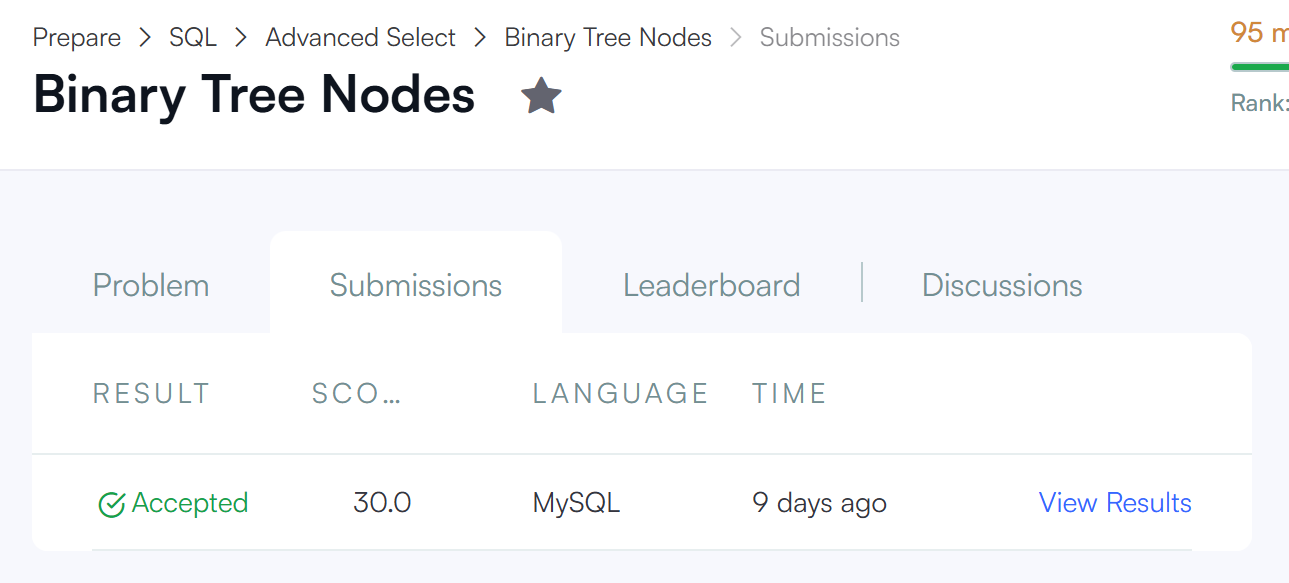 Prepare > SQL > Advanced Select > Binary Tree Nodes > Submissions
95 m
Binary Tree Nodes
Rank:
Problem Submissions Leaderboard Discussions
RESULT SCO… LANGUAGE TIME
Accepted 30.0 MySQL 9 days ago View Results